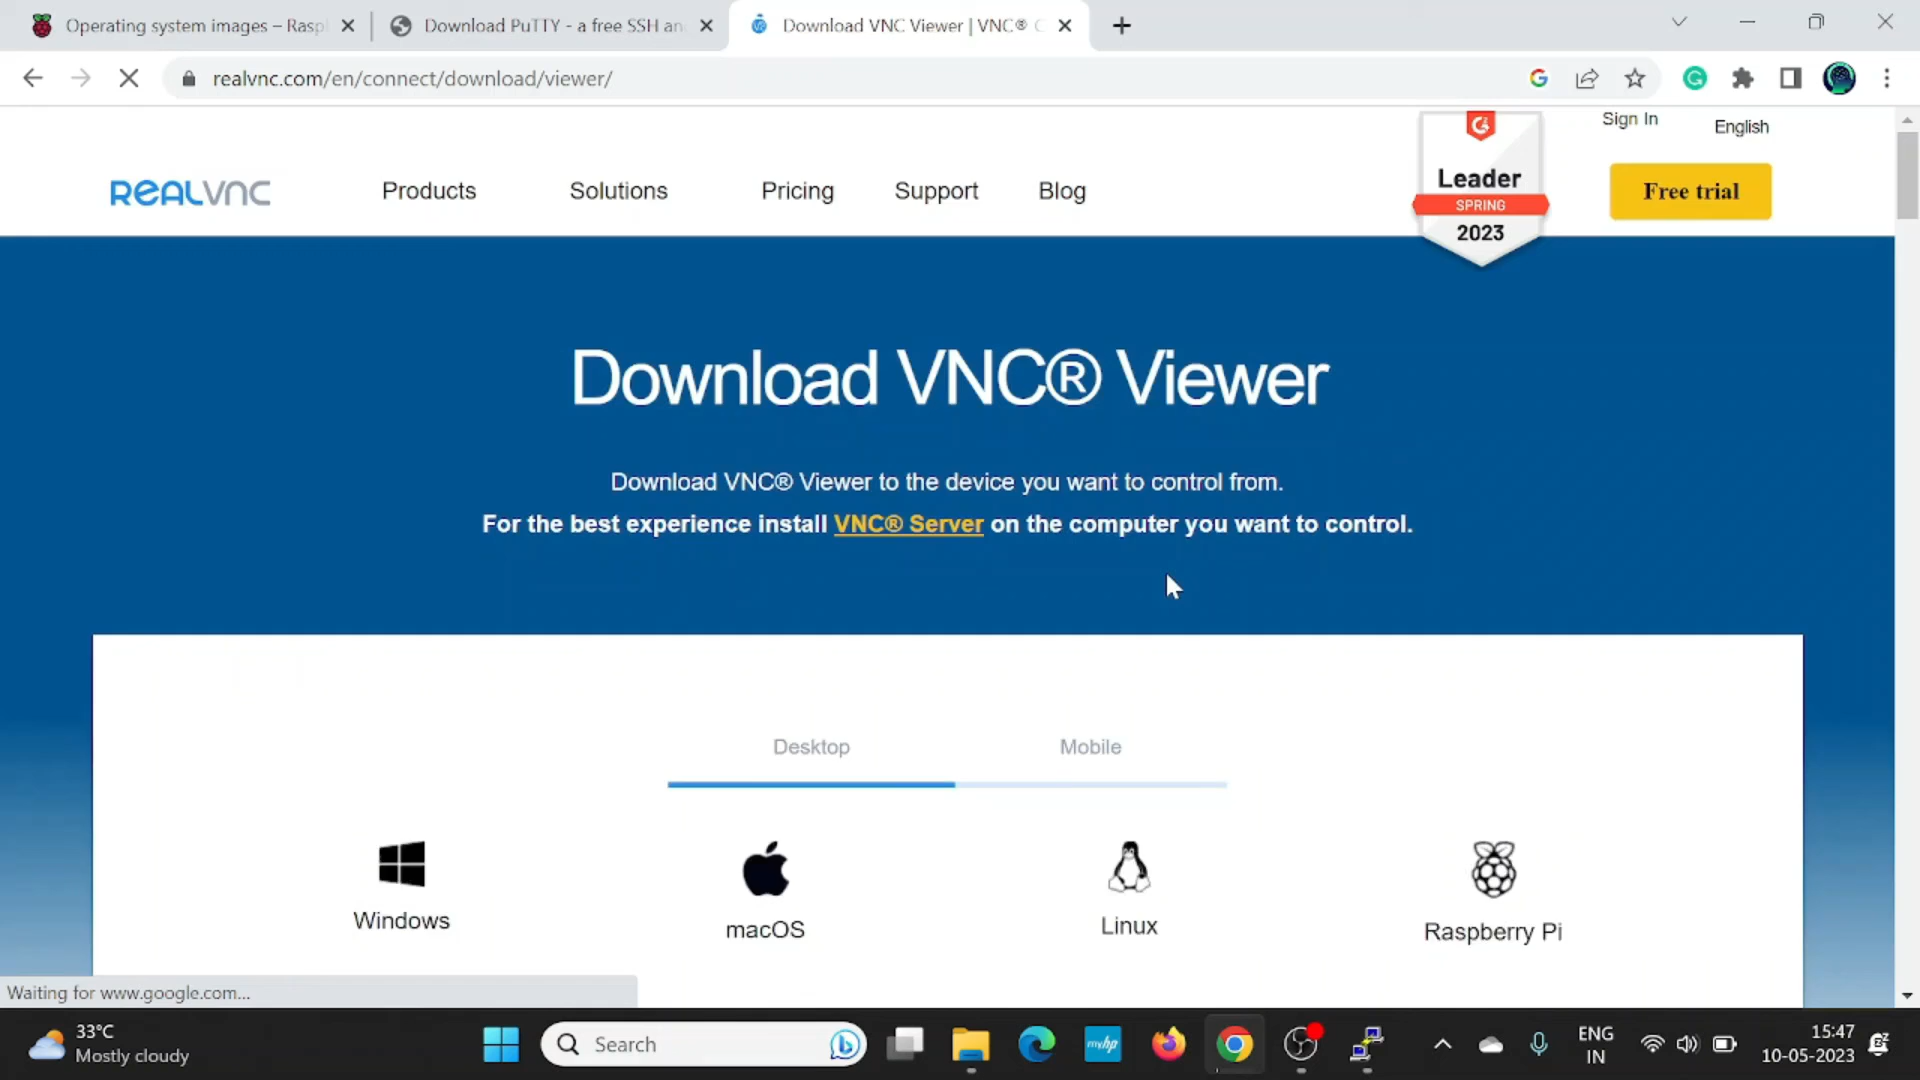 Operating system images – Rasp
Download PuTTY - a free SSH an
Download VNC Viewer | VNC® C
realvnc.com/en/connect/download/viewer/
Sign In
English
REALVNC
Products
Solutions
Pricing
Support
Blog
Leader
SPRING
2023
Free trial
Download VNC® Viewer
Download VNC® Viewer to the device you want to control from.
For the best experience install VNC® Server on the computer you want to control.
Desktop
Mobile
Windows
macOS
Linux
Raspberry Pi
Waiting for www.google.com...
33°C
Mostly cloudy
Search
myhp
ENG
IN
15:47
10-05-2023